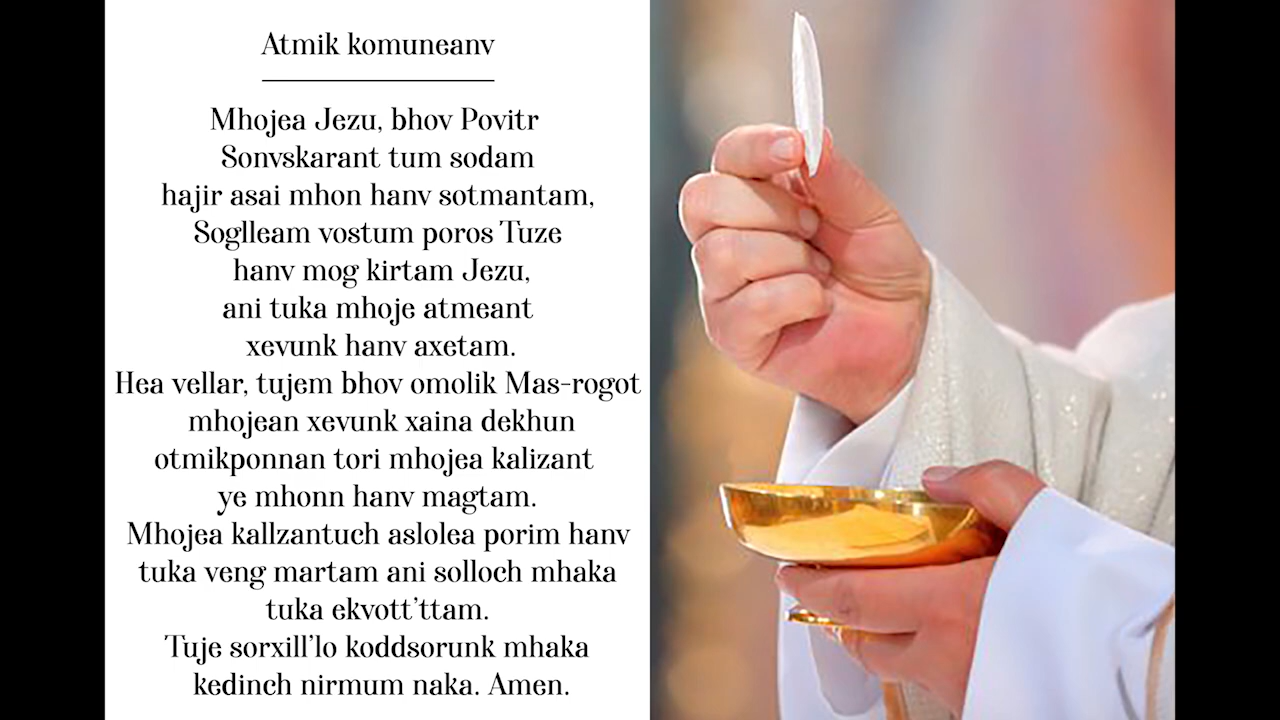 Atmik komuneanv
Mhojea Jezu, bhov Povitr
Sonvskarant tum sodam
hajir asai mhon hanv sotmantam,
Soglleam vostum poros Tuze
hanv mog kirtam Jezu,
ani tuka mhoje atmeant
xevunk hanv axetam.
Hea vellar, tujem bhov omolik Mas-rogot
mhojean xevunk xaina dekhun
otmikponnan tori mhojea kalizant
ye mhonn hanv magtam.
Mhojea kallzantuch aslolea porim hanv
tuka veng martam ani solloch mhaka
tuka ekvott’ttam.
Tuje sorxill’lo koddsorunk mhaka
kedinch nirmum naka. Amen.